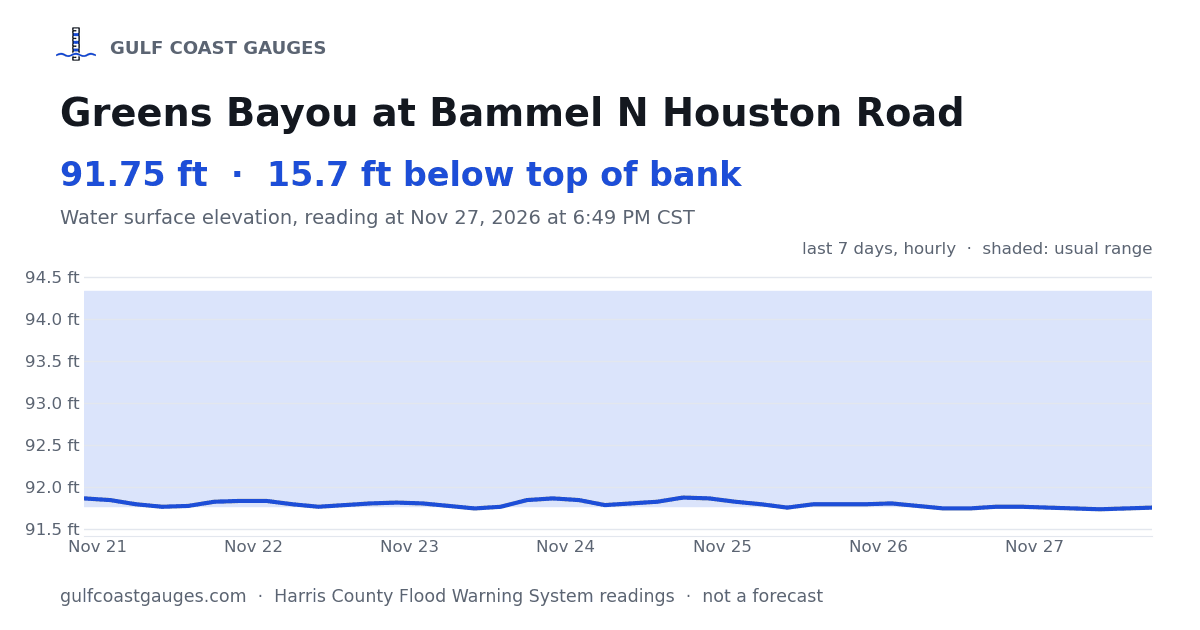 GULF COAST GAUGES
Greens Bayou at Bammel N Houston Road
91.75 ft · 15.7 ft below top of bank
Water surface elevation, reading at Nov 27, 2026 at 6:49 PM CST
last 7 days, hourly · shaded: usual range
94.5 ft
94.0 ft
93.5 ft
93.0 ft
92.5 ft
92.0 ft
91.5 ft
Nov 21 Nov 22 Nov 23 Nov 24 Nov 25 Nov 26 Nov 27
gulfcoastgauges.com · Harris County Flood Warning System readings · not a forecast